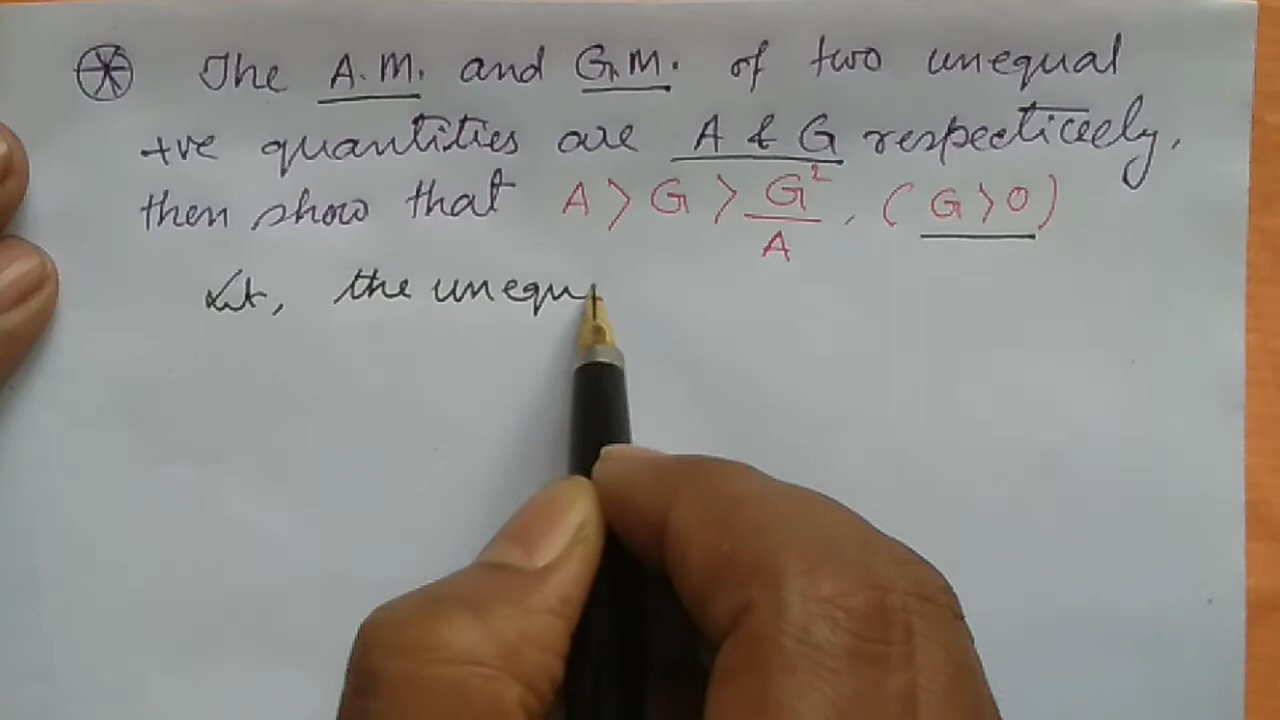 The A.M. and G.M. of two unequal
+ve quantities are A & G respectively,
then show that A > G > G²/A. (G > 0)
Let, the unequ